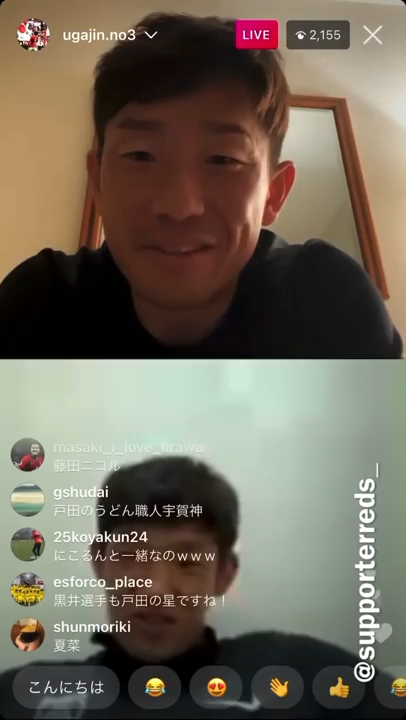 ugajin.no3
LIVE
2,155
masaki_i_love_urawa
藤田ニコル
gshudai
戸田のうどん職人宇賀神
25koyakun24
にこるんと一緒なのｗｗｗ
esforco_place
黒井選手も戸田の星ですね！
shunmoriki
夏菜
こんにちは
@supporterreds_